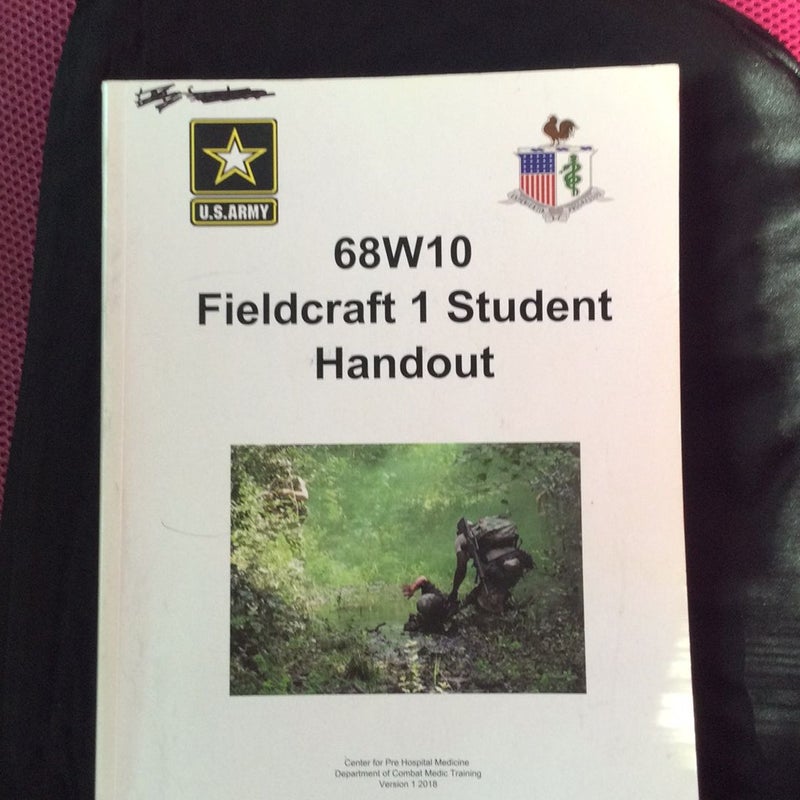 U.S.ARMY
68W10
Fieldcraft 1 Student
Handout
Center for Pre Hospital Medicine
Department of Combat Medic Training
Version 1 2018